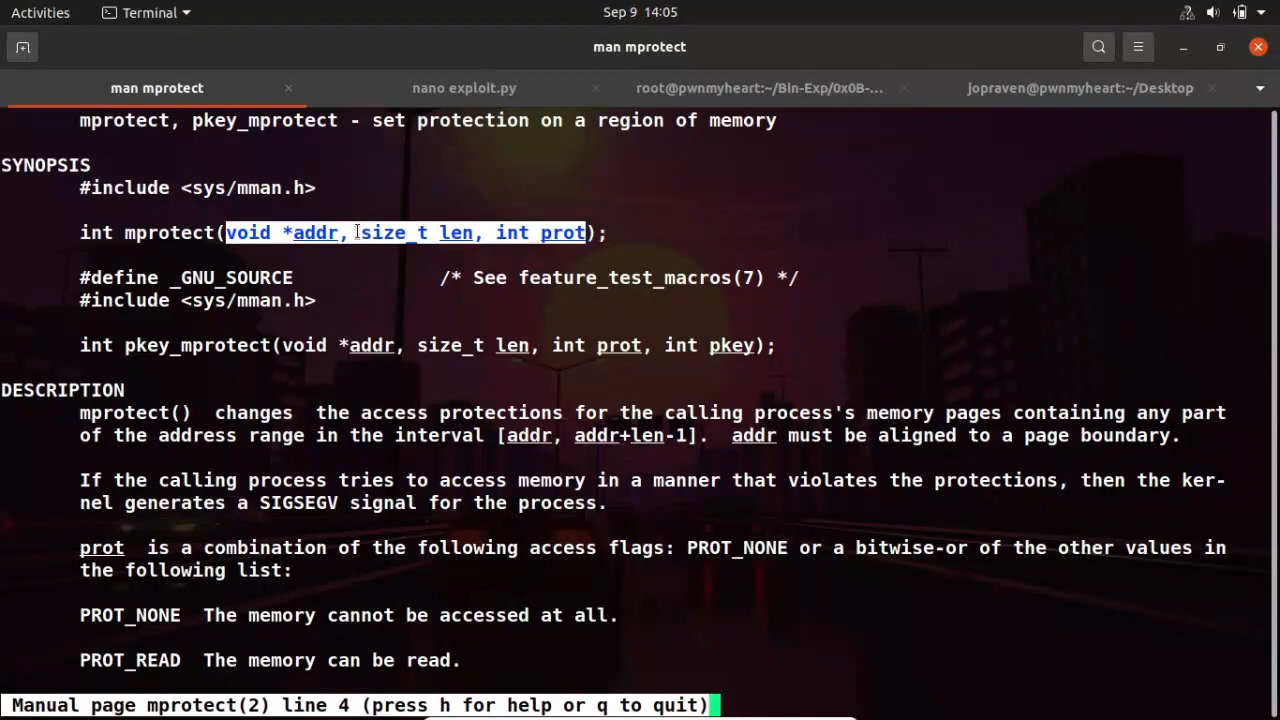 Activities Terminal Sep 9 14:05
man mprotect
man mprotect nano exploit.py root@pwnmyheart:~/Bin-Exp/0x0B-... jopraven@pwnmyheart:~/Desktop
mprotect, pkey_mprotect - set protection on a region of memory
SYNOPSIS
#include <sys/mman.h>
int mprotect(void *addr, size_t len, int prot);
#define _GNU_SOURCE /* See feature_test_macros(7) */
#include <sys/mman.h>
int pkey_mprotect(void *addr, size_t len, int prot, int pkey);
DESCRIPTION
mprotect() changes the access protections for the calling process's memory pages containing any part
of the address range in the interval [addr, addr+len-1]. addr must be aligned to a page boundary.
If the calling process tries to access memory in a manner that violates the protections, then the ker-
nel generates a SIGSEGV signal for the process.
prot is a combination of the following access flags: PROT_NONE or a bitwise-or of the other values in
the following list:
PROT_NONE The memory cannot be accessed at all.
PROT_READ The memory can be read.
Manual page mprotect(2) line 4 (press h for help or q to quit)